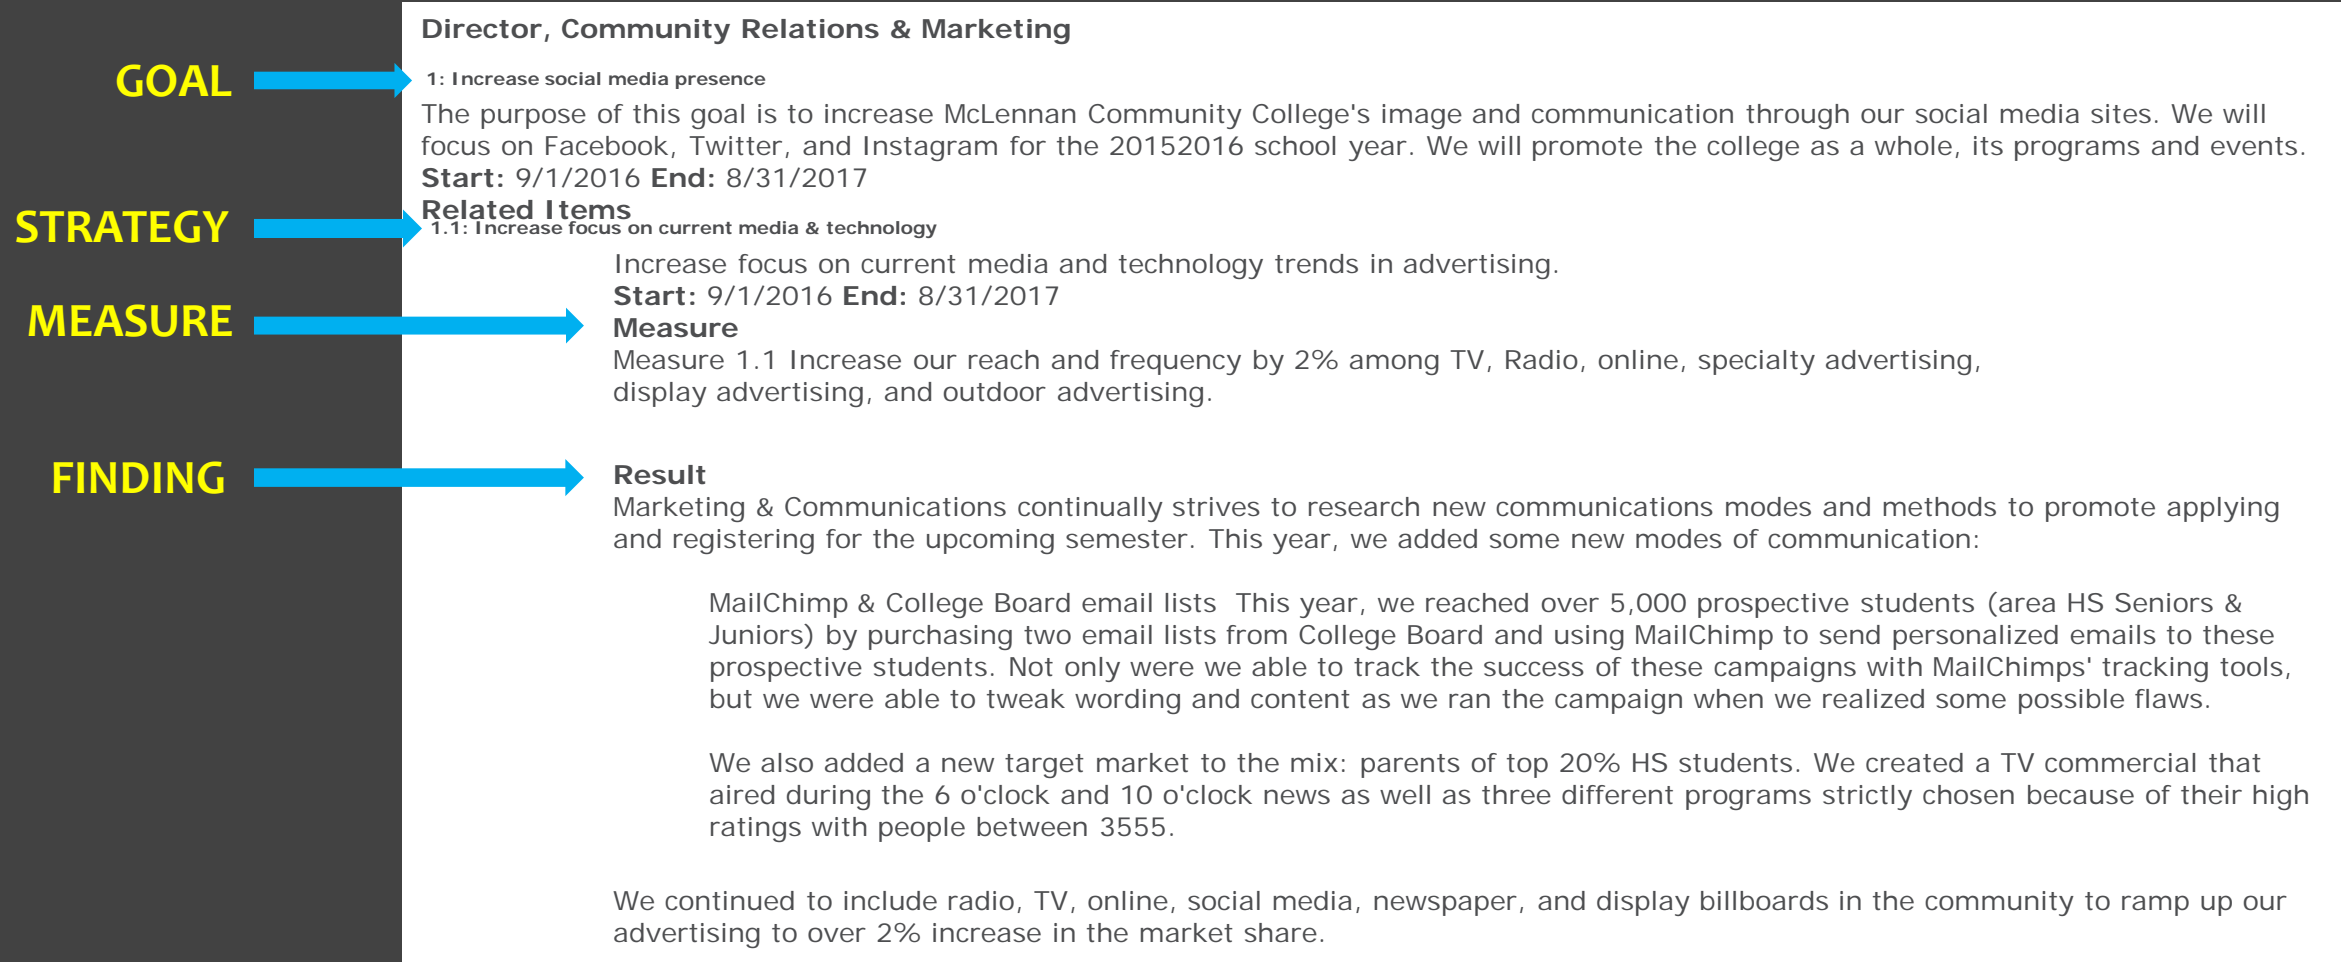 Director, Community Relations & Marketing
GOAL
1: Increase social media presence
The purpose of this goal is to increase McLennan Community College's image and communication through our social media sites. We will
focus on Facebook, Twitter, and Instagram for the 20152016 school year. We will promote the college as a whole, its programs and events.
Start: 9/1/2016 End: 8/31/2017
Related Items
STRATEGY
1.1: Increase focus on current media & technology
Increase focus on current media and technology trends in advertising.
Start: 9/1/2016 End: 8/31/2017
MEASURE
Measure
Measure 1.1 Increase our reach and frequency by 2% among TV, Radio, online, specialty advertising,
display advertising, and outdoor advertising.
FINDING
Result
Marketing & Communications continually strives to research new communications modes and methods to promote applying
and registering for the upcoming semester. This year, we added some new modes of communication:
MailChimp & College Board email lists  This year, we reached over 5,000 prospective students (area HS Seniors &
Juniors) by purchasing two email lists from College Board and using MailChimp to send personalized emails to these
prospective students. Not only were we able to track the success of these campaigns with MailChimps' tracking tools,
but we were able to tweak wording and content as we ran the campaign when we realized some possible flaws.
We also added a new target market to the mix: parents of top 20% HS students. We created a TV commercial that
aired during the 6 o'clock and 10 o'clock news as well as three different programs strictly chosen because of their high
ratings with people between 3555.
We continued to include radio, TV, online, social media, newspaper, and display billboards in the community to ramp up our
advertising to over 2% increase in the market share.